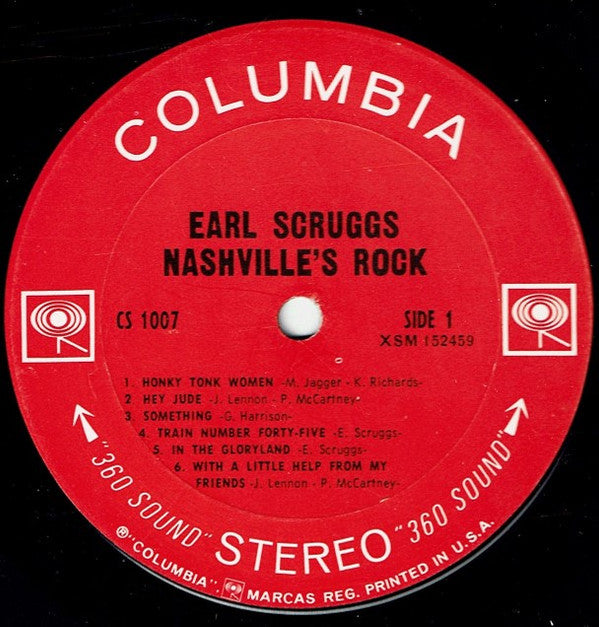 COLUMBIA
EARL SCRUGGS
NASHVILLE'S ROCK
CS 1007
SIDE 1
XSM 152459
1. HONKY TONK WOMEN -M. Jagger - K. Richards-
2 HEY JUDE -J. Lennon - P. McCartney-
3. SOMETHING -G. Harrison-
4. TRAIN NUMBER FORTY-FIVE -E. Scruggs-
5. IN THE GLORYLAND -E. Scruggs-
6. WITH A LITTLE HELP FROM MY
FRIENDS -J. Lennon - P. McCartney-
"360 SOUND" STEREO "360 SOUND"
® "COLUMBIA", MARCAS REG. PRINTED IN U.S.A.